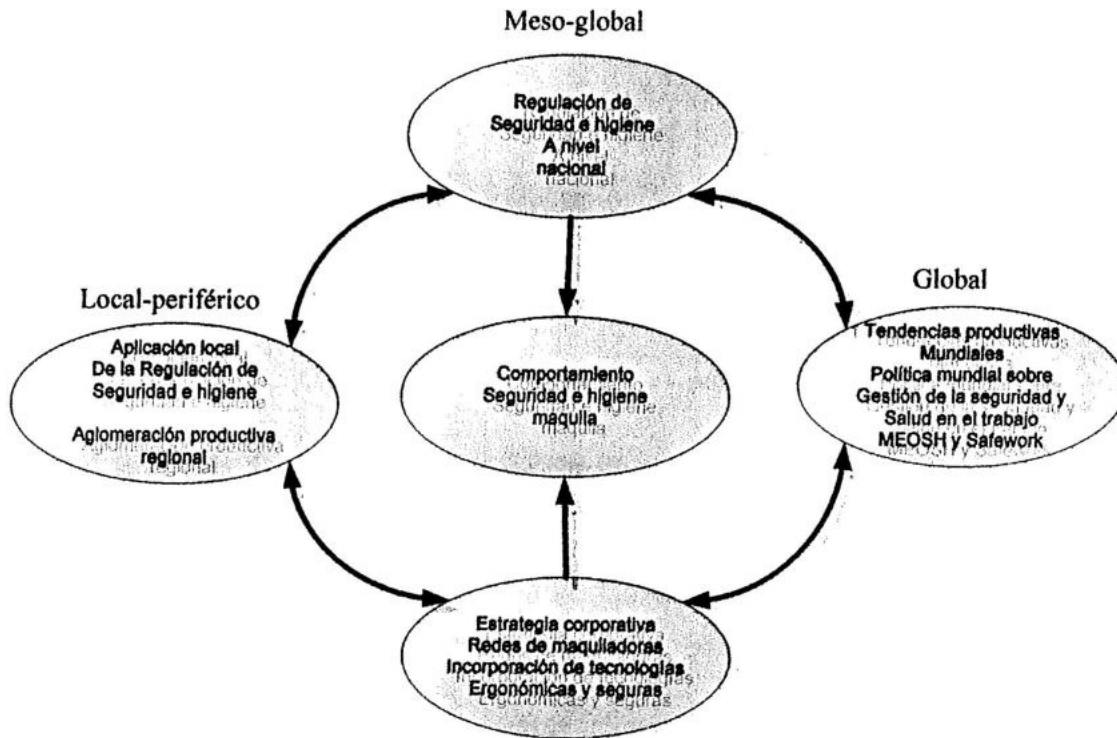 Meso-global
Regulación de
Seguridad e higiene
A nivel
nacional
Local-periférico
Aplicación local
De la Regulación de
Seguridad e higiene
Aglomeración productiva
regional
Comportamiento
Seguridad e higiene
maquila
Global
Tendencias productivas
Mundiales
Política mundial sobre
Gestión de la seguridad y
Salud en el trabajo
MEOSH y Safework
Estrategia corporativa
Redes de maquiladoras
Incorporación de tecnologías
Ergonómicas y seguras